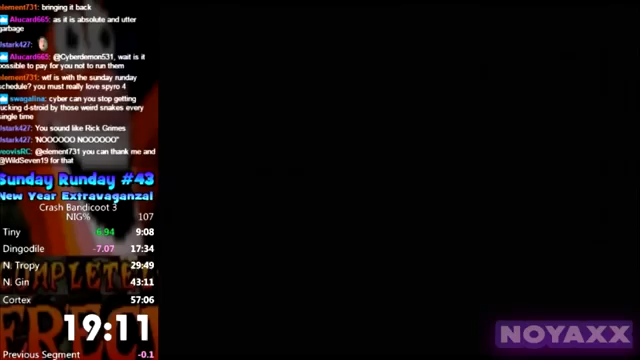 element731: bringing it back
Alucard665: as it is absolute and utter
garbage
stark427:
Alucard665: @Cyberdemon531, wait is it
possible to pay for you not to run them
element731: wtf is with the sunday runday
schedule? you must really love spyro 4
swagalina: cyber can you stop getting
fucking d-stroid by those weird snakes every
single time
stark427: You sound like Rick Grimes
stark427: "NOOOOOO NOOOOOO"
yoovisRC: @element731 you can thank me and
@WildSeven19 for that
Sunday Runday #43
New Year Extravaganza!
Crash Bandicoot 3
NIG% 107
Tiny 6.94 9:08
Dingodile -7.07 17:34
N. Tropy 29:49
N. Gin 43:11
Cortex 57:06
19:11
Previous Segment -0.1
NOYAXX